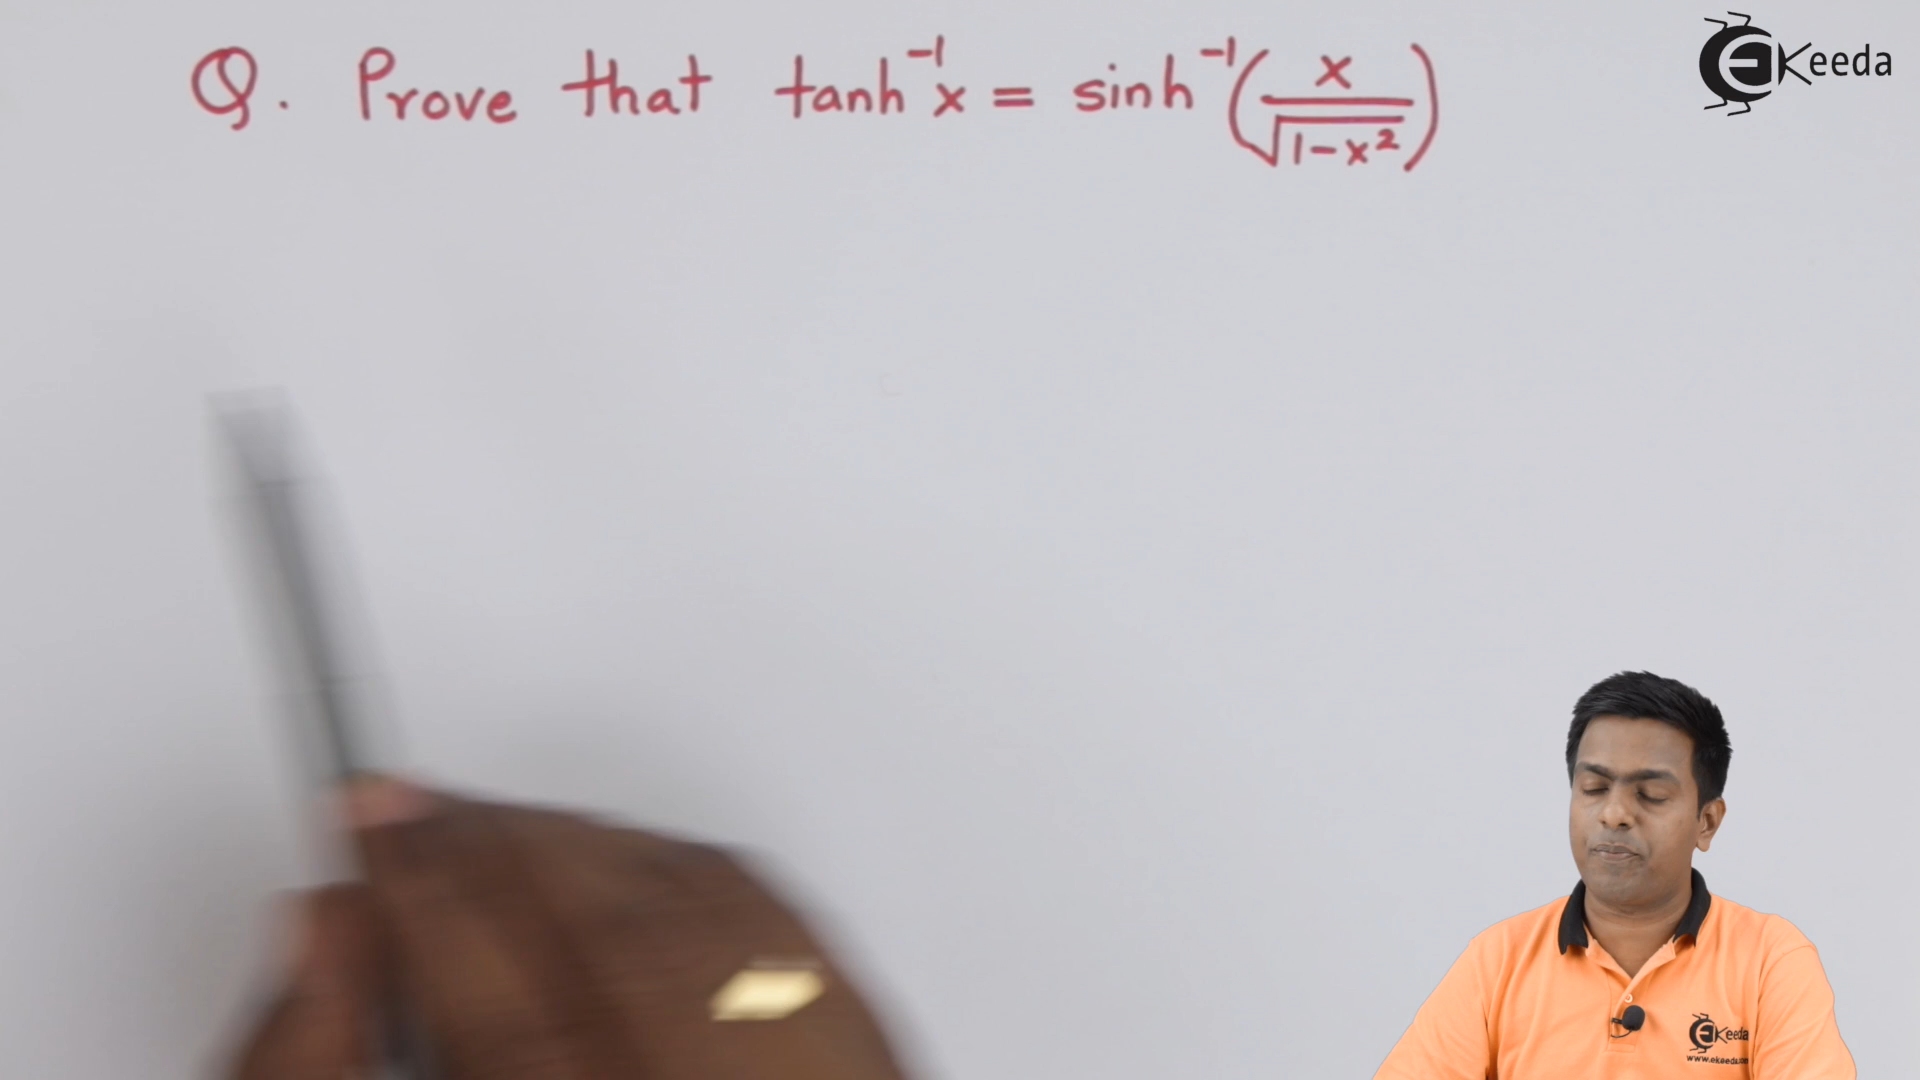 Q. Prove that tanh⁻¹x = sinh⁻¹(x/√(1-x²))
EKeeda
EKeeda
www.ekeeda.com